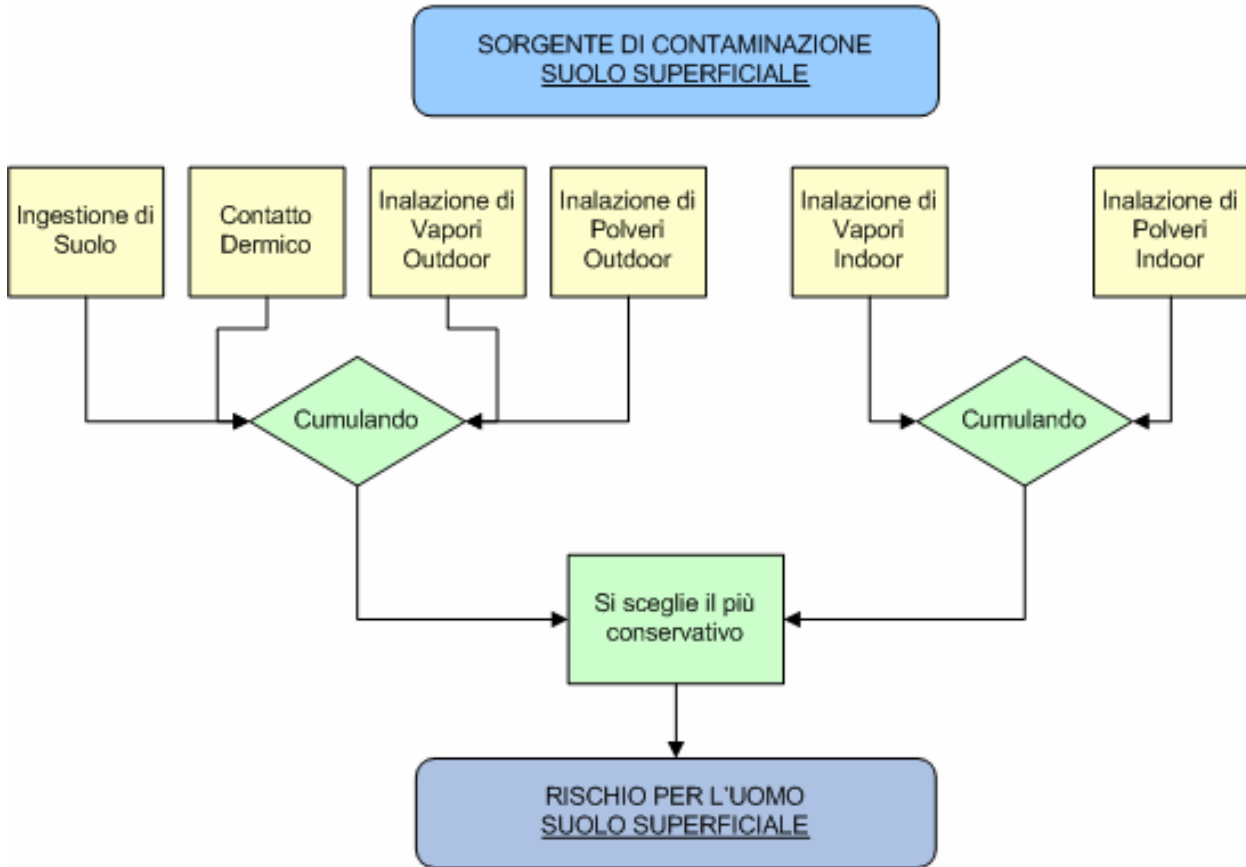 SORGENTE DI CONTAMINAZIONE
SUOLO SUPERFICIALE
Ingestione di
Suolo
Contatto
Dermico
Inalazione di
Vapori
Outdoor
Inalazione di
Polveri
Outdoor
Inalazione di
Vapori
Indoor
Inalazione di
Polveri
Indoor
Cumulando
Cumulando
Si sceglie il più
conservativo
RISCHIO PER L'UOMO
SUOLO SUPERFICIALE